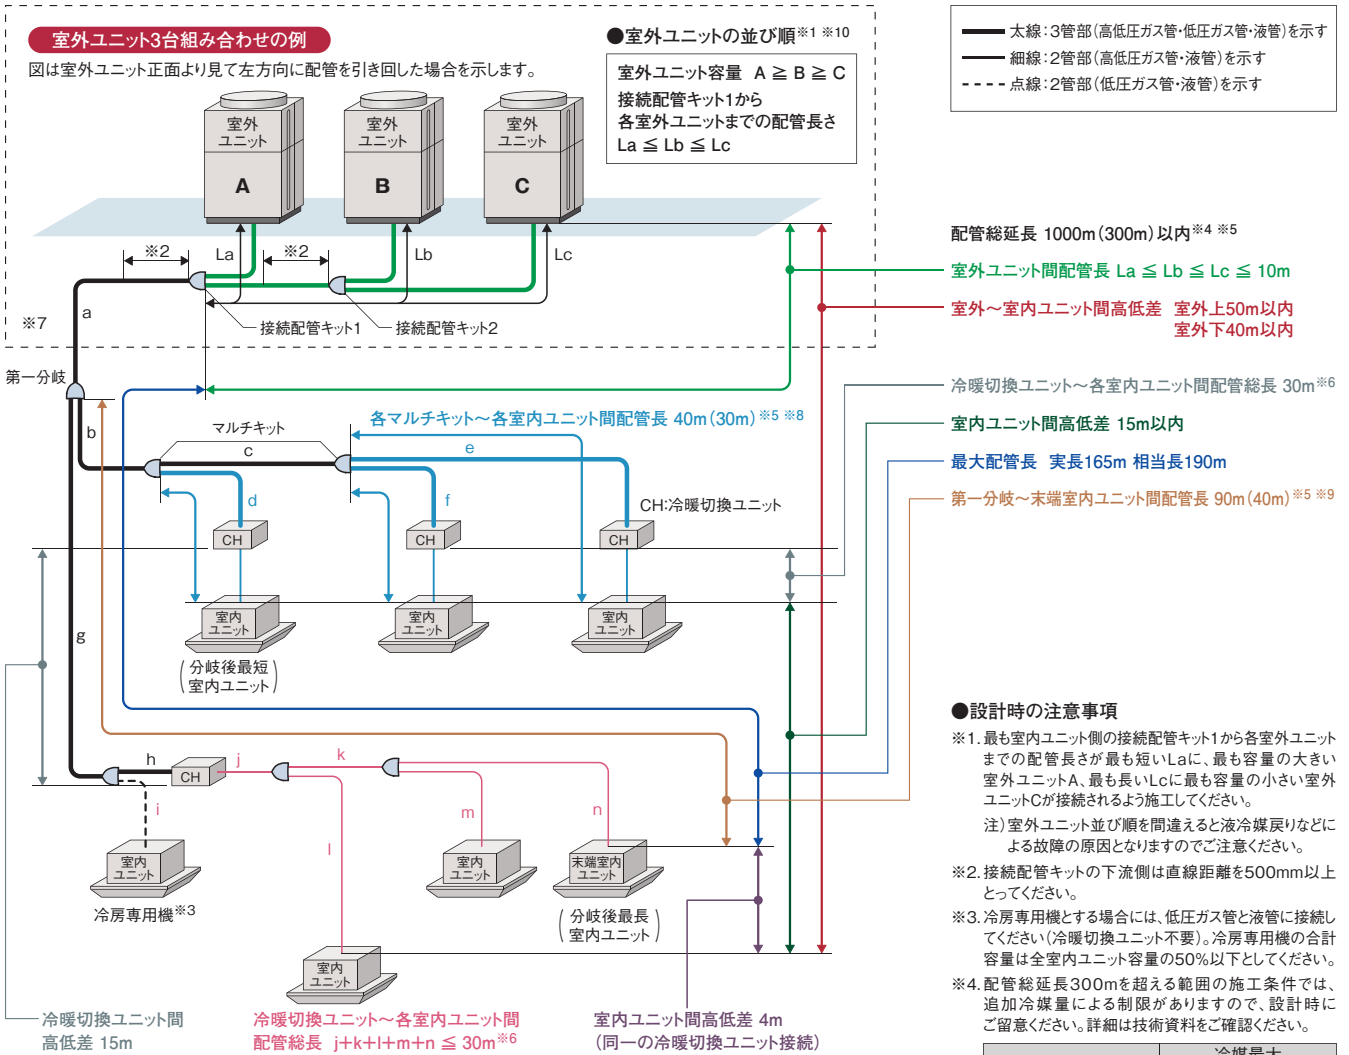 室外ユニット3台組み合わせの例
図は室外ユニット正面より見て左方向に配管を引き回した場合を示します。
●室外ユニットの並び順※1 ※10
室外ユニット容量 A ≧ B ≧ C
接続配管キット1から
各室外ユニットまでの配管長さ
La ≦ Lb ≦ Lc
太線：3管部（高低圧ガス管・低圧ガス管・液管）を示す
細線：2管部（高低圧ガス管・液管）を示す
点線：2管部（低圧ガス管・液管）を示す
室外
ユニット
A
室外
ユニット
B
室外
ユニット
C
※2
La
※2
Lb
Lc
a
※7
接続配管キット1
接続配管キット2
配管総延長 1000m（300m）以内※4 ※5
室外ユニット間配管長 La ≦ Lb ≦ Lc ≦ 10m
室外～室内ユニット間高低差 室外上50m以内
室外下40m以内
冷暖切換ユニット～各室内ユニット間配管総長 30m※6
室内ユニット間高低差 15m以内
最大配管長 実長165m 相当長190m
第一分岐～末端室内ユニット間配管長 90m（40m）※5 ※9
第一分岐
b
マルチキット
c
各マルチキット～各室内ユニット間配管長 40m（30m）※5 ※8
e
d
f
CH：冷暖切換ユニット
CH
CH
CH
室内
ユニット
室内
ユニット
室内
ユニット
（分岐後最短
室内ユニット）
g
h
CH
j
k
i
l
m
n
室内
ユニット
冷房専用機※3
室内
ユニット
末端室内
ユニット
（分岐後最長
室内ユニット）
室内
ユニット
冷暖切換ユニット間
高低差 15m
冷暖切換ユニット～各室内ユニット間
配管総長 j+k+l+m+n ≦ 30m※6
室内ユニット間高低差 4m
（同一の冷暖切換ユニット接続）
●設計時の注意事項
※1.最も室内ユニット側の接続配管キット1から各室外ユニット
までの配管長さが最も短いLaに、最も容量の大きい
室外ユニットA、最も長いLcに最も容量の小さい室外
ユニットCが接続されるよう施工してください。
注）室外ユニット並び順を間違えると液冷媒戻りなどに
よる故障の原因となりますのでご注意ください。
※2.接続配管キットの下流側は直線距離を500mm以上
とってください。
※3.冷房専用機とする場合には、低圧ガス管と液管に接続し
てください（冷暖切換ユニット不要）。冷房専用機の合計
容量は全室内ユニット容量の50％以下としてください。
※4.配管総延長300mを超える範囲の施工条件では、
追加冷媒量による制限がありますので、設計時に
ご留意ください。詳細は技術資料をご確認ください。
冷媒最大